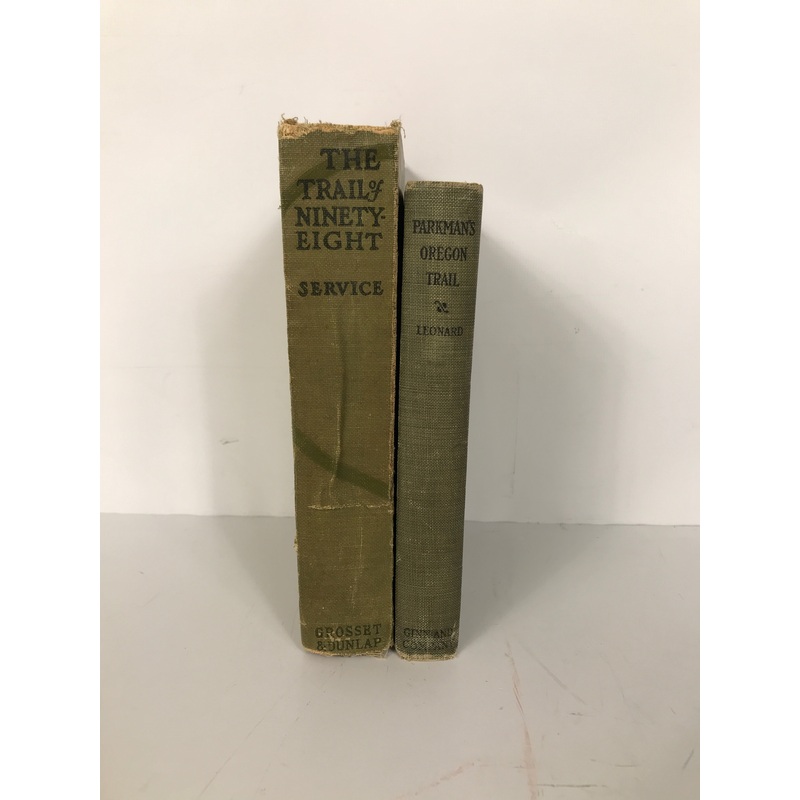 THE
TRAIL of
NINETY-
EIGHT
SERVICE
GROSSET
& DUNLAP
PARKMAN'S
OREGON
TRAIL
LEONARD
GINN AND
COMPANY